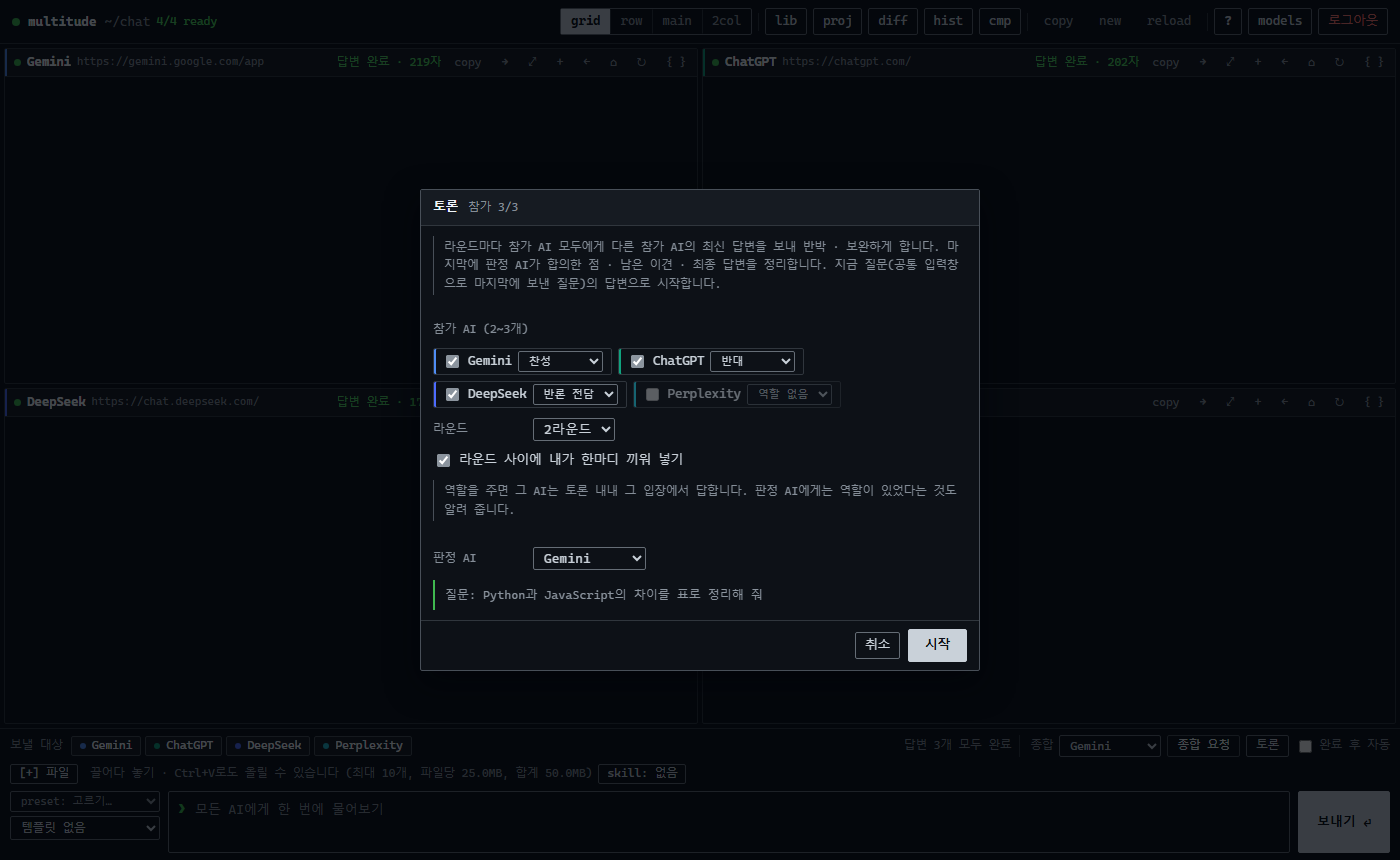 multitude ~/chat 4/4 ready
grid row main 2col lib proj diff hist cmp copy new reload ? models 로그아웃
Gemini https://gemini.google.com/app 답변 완료 · 219자 copy → ⤢ + ← ⌂ ↻ { }
ChatGPT https://chatgpt.com/ 답변 완료 · 202자 copy → ⤢ + ← ⌂ ↻ { }
토론 참가 3/3
라운드마다 참가 AI 모두에게 다른 참가 AI의 최신 답변을 보내 반박 · 보완하게 합니다. 마
지막에 판정 AI가 합의한 점 · 남은 이견 · 최종 답변을 정리합니다. 지금 질문(공통 입력창
으로 마지막에 보낸 질문)의 답변으로 시작합니다.
참가 AI (2~3개)
Gemini 찬성 ChatGPT 반대
DeepSeek 반론 전담 Perplexity 역할 없음
DeepSeek https://chat.deepseek.com/ 답변 완료 · copy → ⤢ + ← ⌂ ↻ { }
라운드 2라운드
라운드 사이에 내가 한마디 끼워 넣기
역할을 주면 그 AI는 토론 내내 그 입장에서 답합니다. 판정 AI에게는 역할이 있었다는 것도
알려 줍니다.
판정 AI Gemini
질문: Python과 JavaScript의 차이를 표로 정리해 줘
취소 시작
보낼 대상 Gemini ChatGPT DeepSeek Perplexity 답변 3개 모두 완료 종합 Gemini 종합 요청 토론 완료 후 자동
[+] 파일 끌어다 놓기 · Ctrl+V로도 올릴 수 있습니다 (최대 10개, 파일당 25.0MB, 합계 50.0MB) skill: 없음
preset: 고르기…
템플릿 없음
❯ 모든 AI에게 한 번에 물어보기
보내기 ⏎